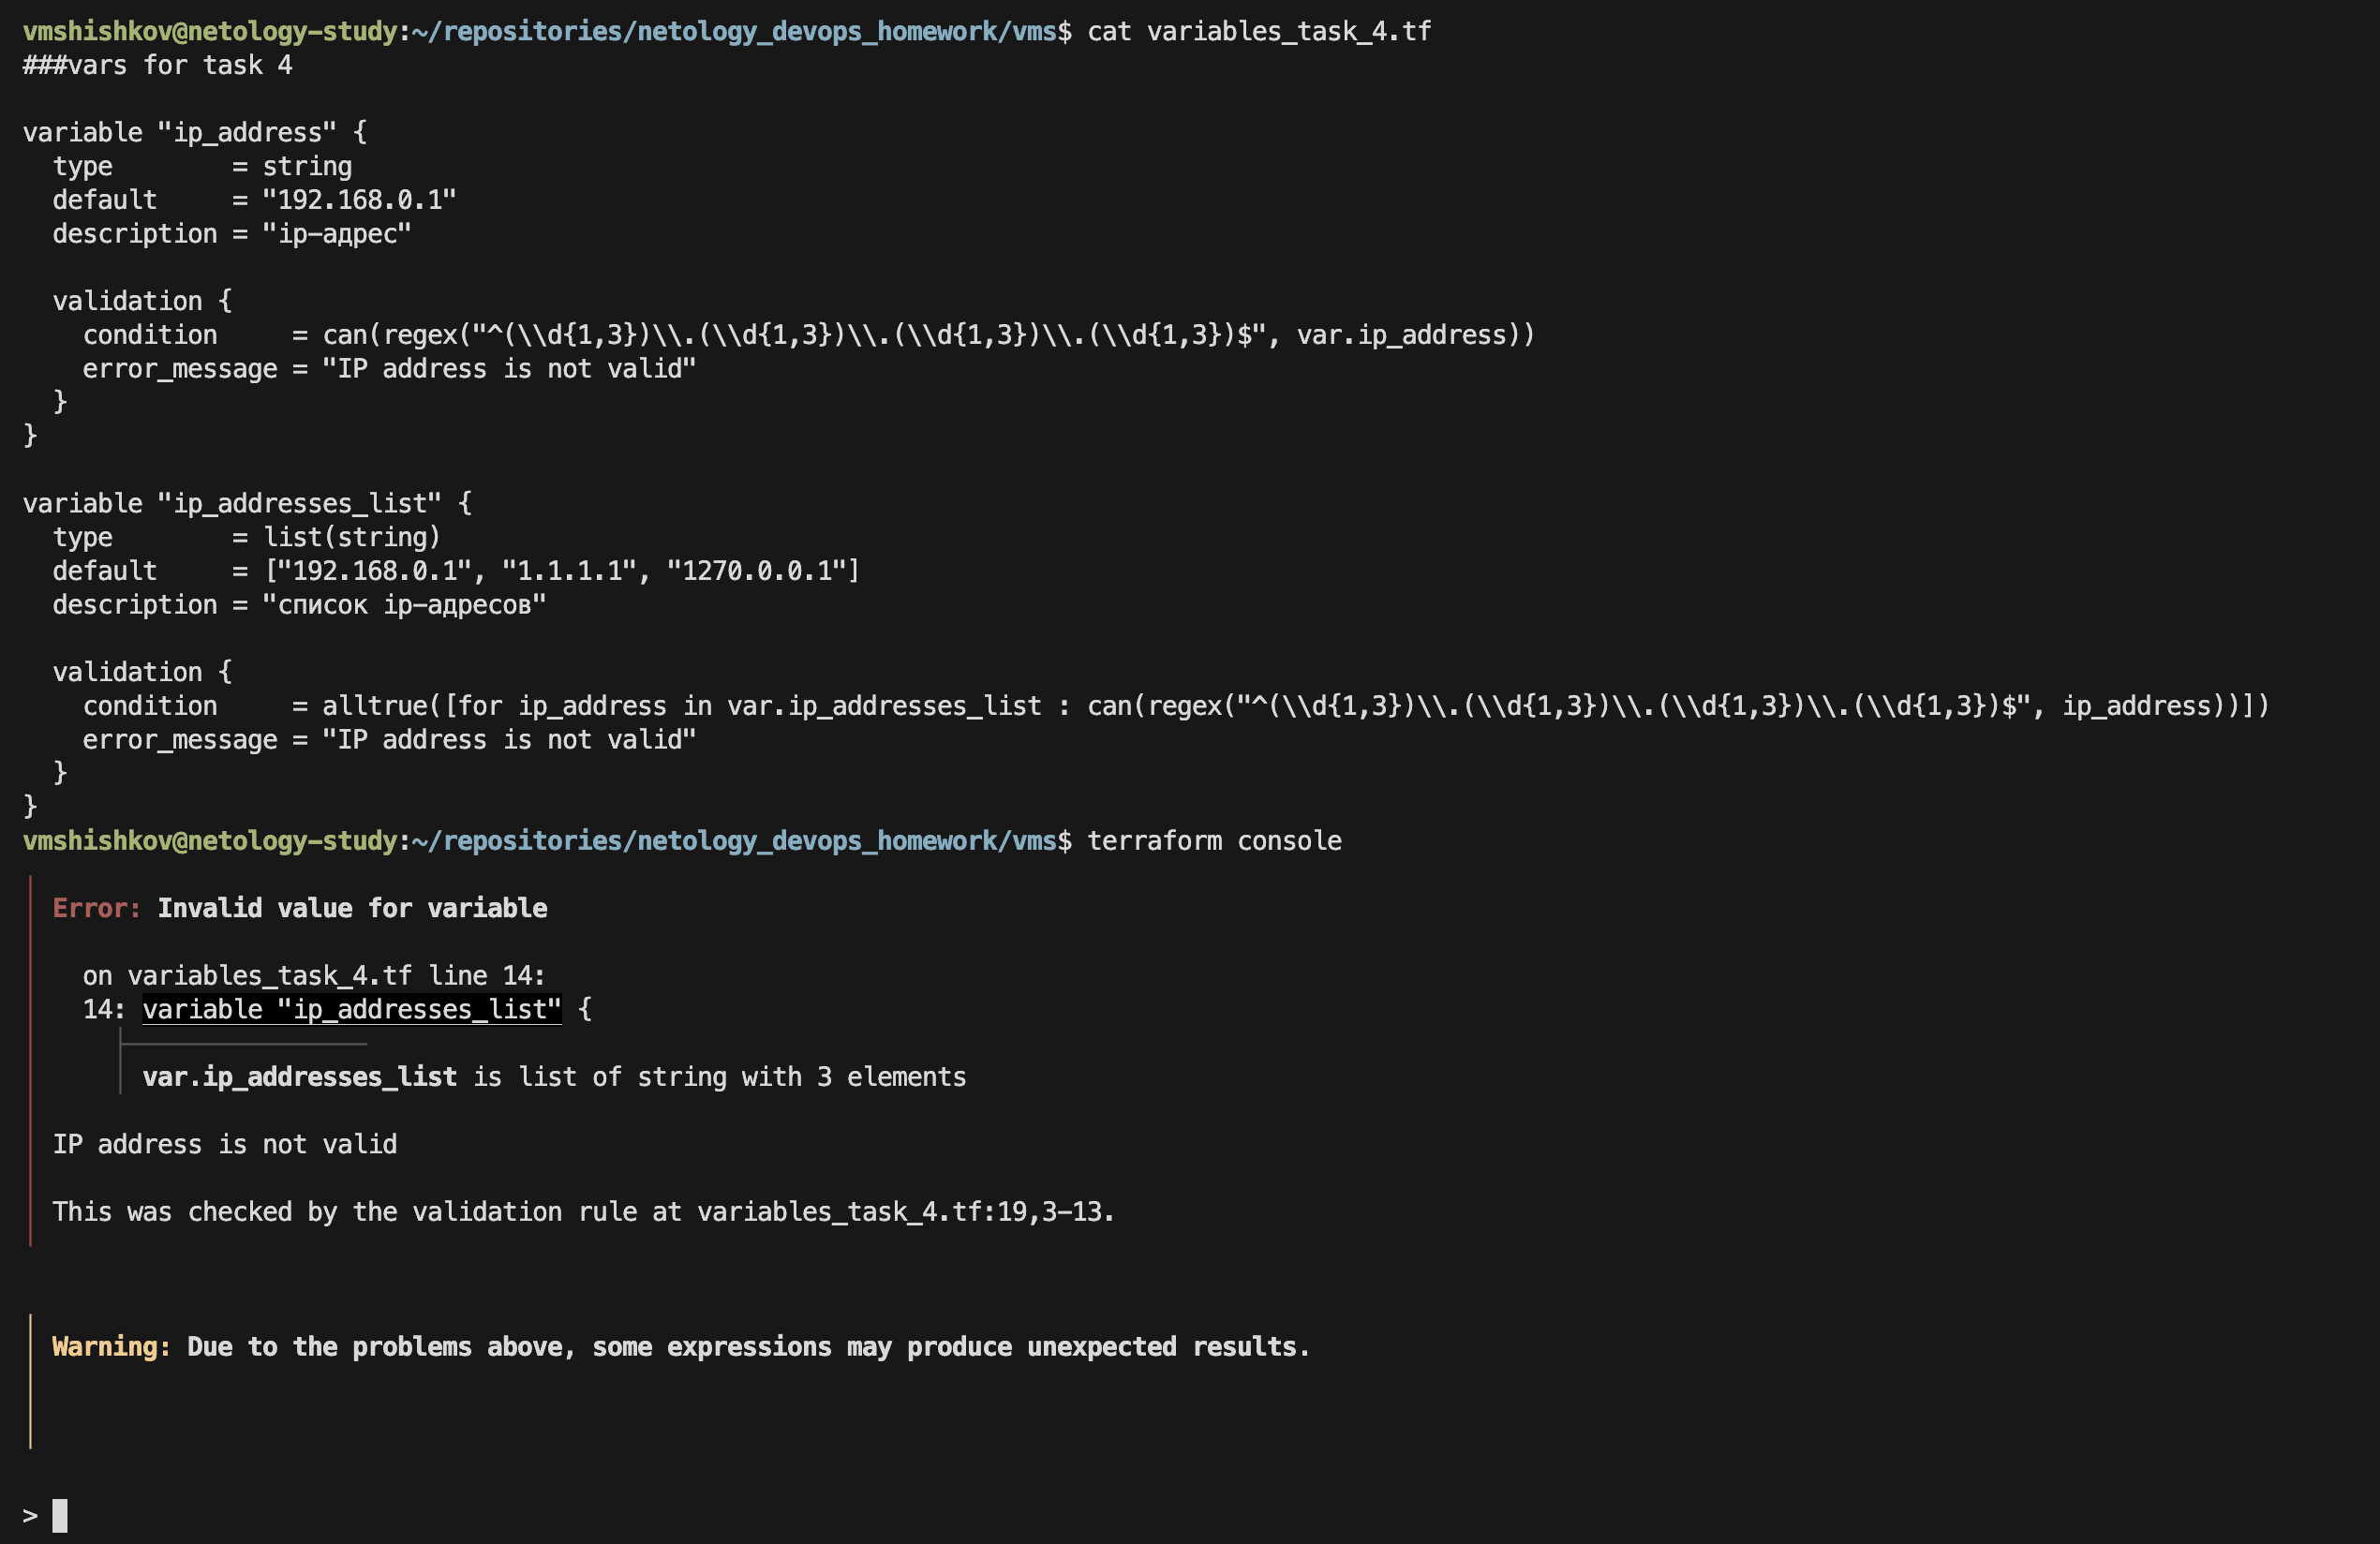 vmshishkov@netology-study:~/repositories/netology_devops_homework/vms$ cat variables_task_4.tf
###vars for task 4
variable "ip_address" {
  type        = string
  default     = "192.168.0.1"
  description = "ip-адрес"
  validation {
    condition     = can(regex("^(\\d{1,3})\\.(\\d{1,3})\\.(\\d{1,3})\\.(\\d{1,3})$", var.ip_address))
    error_message = "IP address is not valid"
  }
}
variable "ip_addresses_list" {
  type        = list(string)
  default     = ["192.168.0.1", "1.1.1.1", "1270.0.0.1"]
  description = "список ip-адресов"
  validation {
    condition     = alltrue([for ip_address in var.ip_addresses_list : can(regex("^(\\d{1,3})\\.(\\d{1,3})\\.(\\d{1,3})\\.(\\d{1,3})$", ip_address))])
    error_message = "IP address is not valid"
  }
}
vmshishkov@netology-study:~/repositories/netology_devops_homework/vms$ terraform console
Error: Invalid value for variable
  on variables_task_4.tf line 14:
  14: variable "ip_addresses_list" {
var.ip_addresses_list is list of string with 3 elements
IP address is not valid
This was checked by the validation rule at variables_task_4.tf:19,3-13.
Warning: Due to the problems above, some expressions may produce unexpected results.
>